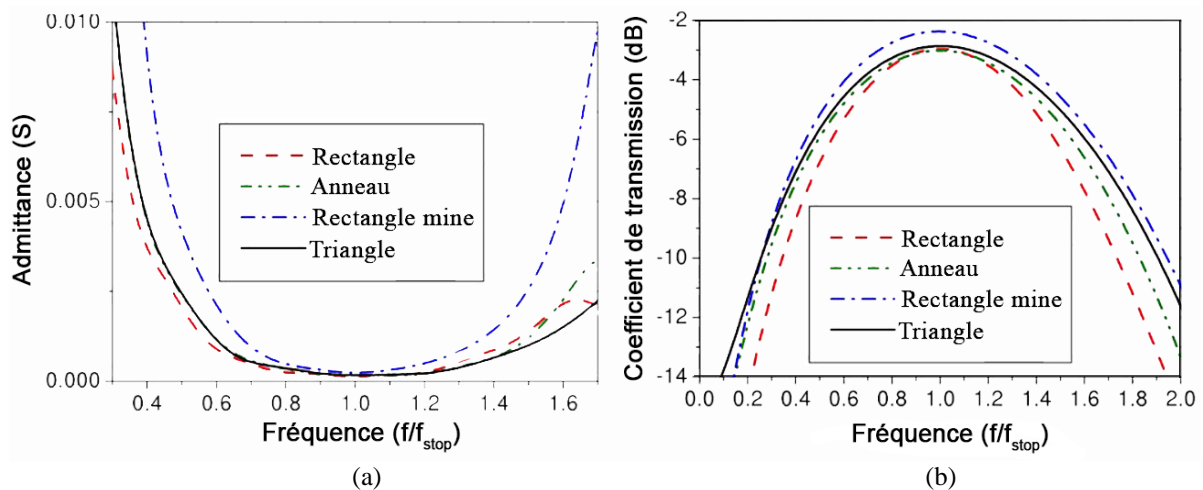 0.010
0.005
0.000
Admittance (S)
Rectangle
Anneau
Rectangle mine
Triangle
0.4 0.6 0.8 1.0 1.2 1.4 1.6
Fréquence (f/fstop)
(a)
-2
-4
-6
-8
-10
-12
-14
Coefficient de transmission (dB)
Rectangle
Anneau
Rectangle mine
Triangle
0.0 0.2 0.4 0.6 0.8 1.0 1.2 1.4 1.6 1.8 2.0
Fréquence (f/fstop)
(b)